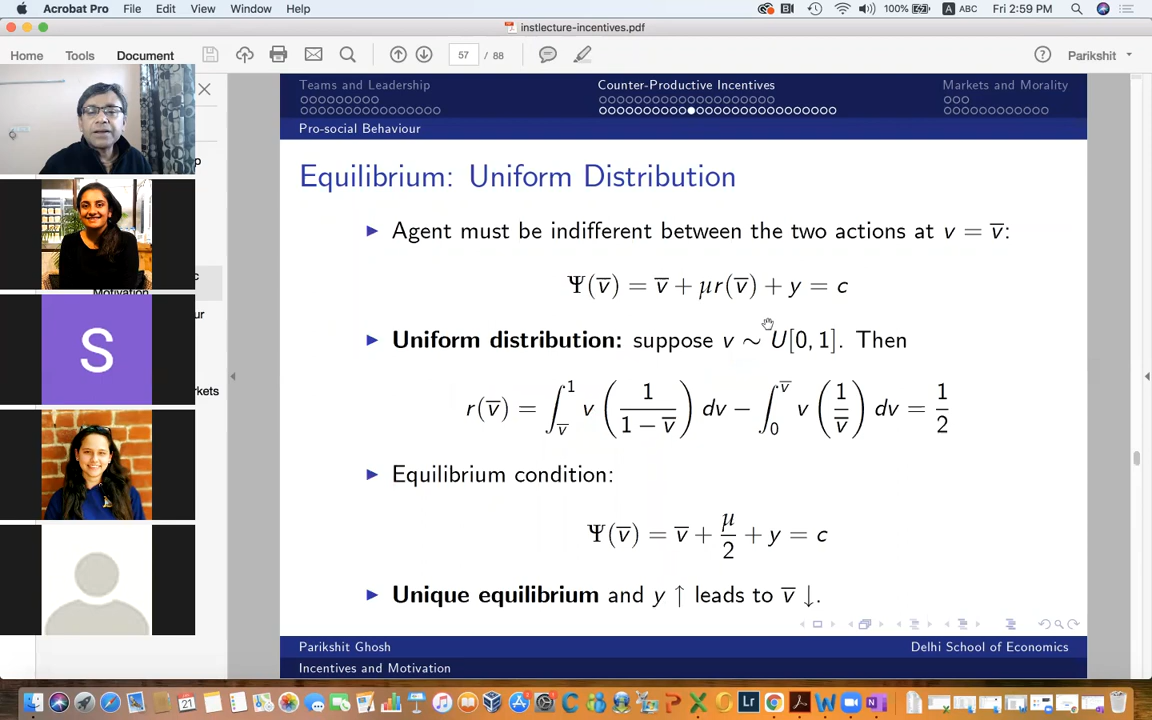 Acrobat Pro File Edit View Window Help 100% ABC Fri 2:59 PM
instlecture-incentives.pdf
Home Tools Document 57 / 88 Parikshit
Teams and Leadership Counter-Productive Incentives Markets and Morality
Pro-social Behaviour
Equilibrium: Uniform Distribution
▶ Agent must be indifferent between the two actions at v = v̅:
Ψ(v̅) = v̅ + μr(v̅) + y = c
▶ Uniform distribution: suppose v ∼ U[0, 1]. Then
r(v̅) = ∫_{v̅}^{1} v (1/(1 − v̅)) dv − ∫_{0}^{v̅} v (1/v̅) dv = 1/2
▶ Equilibrium condition:
Ψ(v̅) = v̅ + μ/2 + y = c
▶ Unique equilibrium and y ↑ leads to v̅ ↓.
Parikshit Ghosh Delhi School of Economics
Incentives and Motivation
S